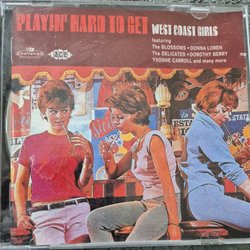 PLAYIN' HARD TO GET
WEST COAST GIRLS
featuring
The BLOSSOMS • DONNA LOREN
The DELICATES • DOROTHY BERRY
YVONNE CARROLL and many more
ACE